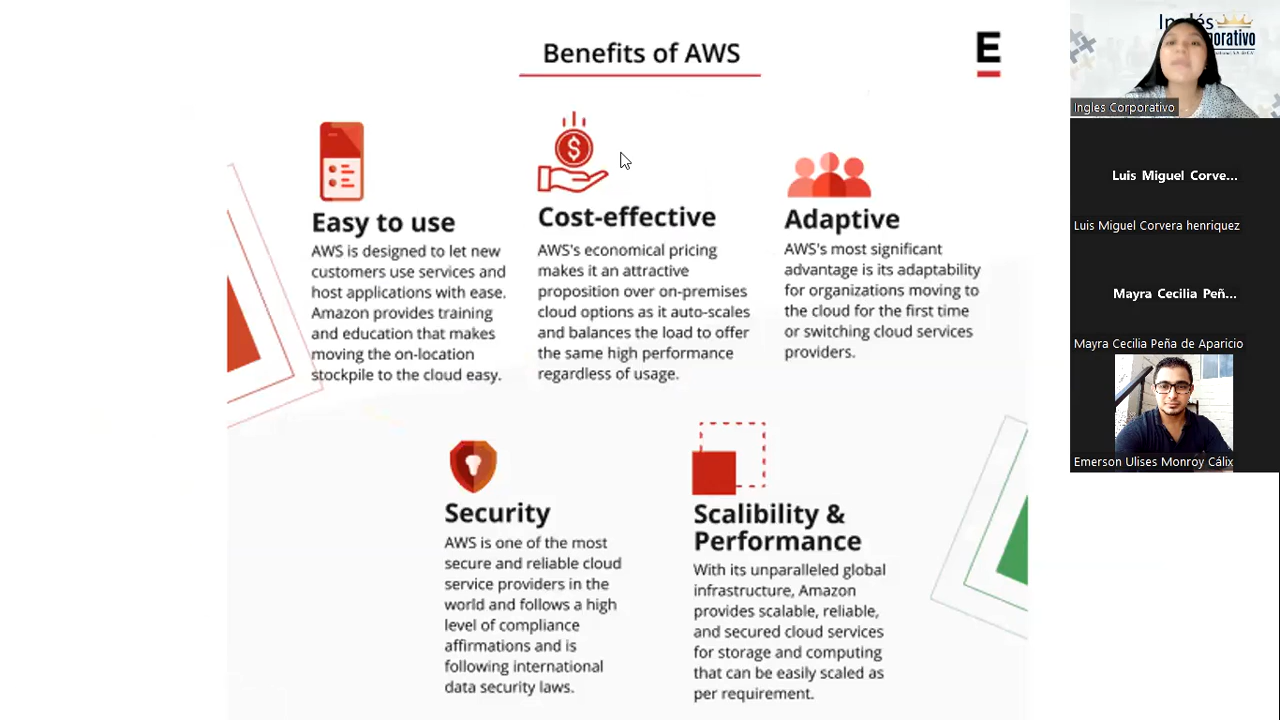 Benefits of AWS
E
Easy to use
AWS is designed to let new
customers use services and
host applications with ease.
Amazon provides training
and education that makes
moving the on-location
stockpile to the cloud easy.
$
Cost-effective
AWS's economical pricing
makes it an attractive
proposition over on-premises
cloud options as it auto-scales
and balances the load to offer
the same high performance
regardless of usage.
Adaptive
AWS's most significant
advantage is its adaptability
for organizations moving to
the cloud for the first time
or switching cloud services
providers.
Security
AWS is one of the most
secure and reliable cloud
service providers in the
world and follows a high
level of compliance
affirmations and is
following international
data security laws.
Scalibility &
Performance
With its unparalleled global
infrastructure, Amazon
provides scalable, reliable,
and secured cloud services
for storage and computing
that can be easily scaled as
per requirement.
Ingles Corporativo
Luis Miguel Corve...
Luis Miguel Corvera henriquez
Mayra Cecilia Peñ...
Mayra Cecilia Peña de Aparicio
Emerson Ulises Monroy Cálix